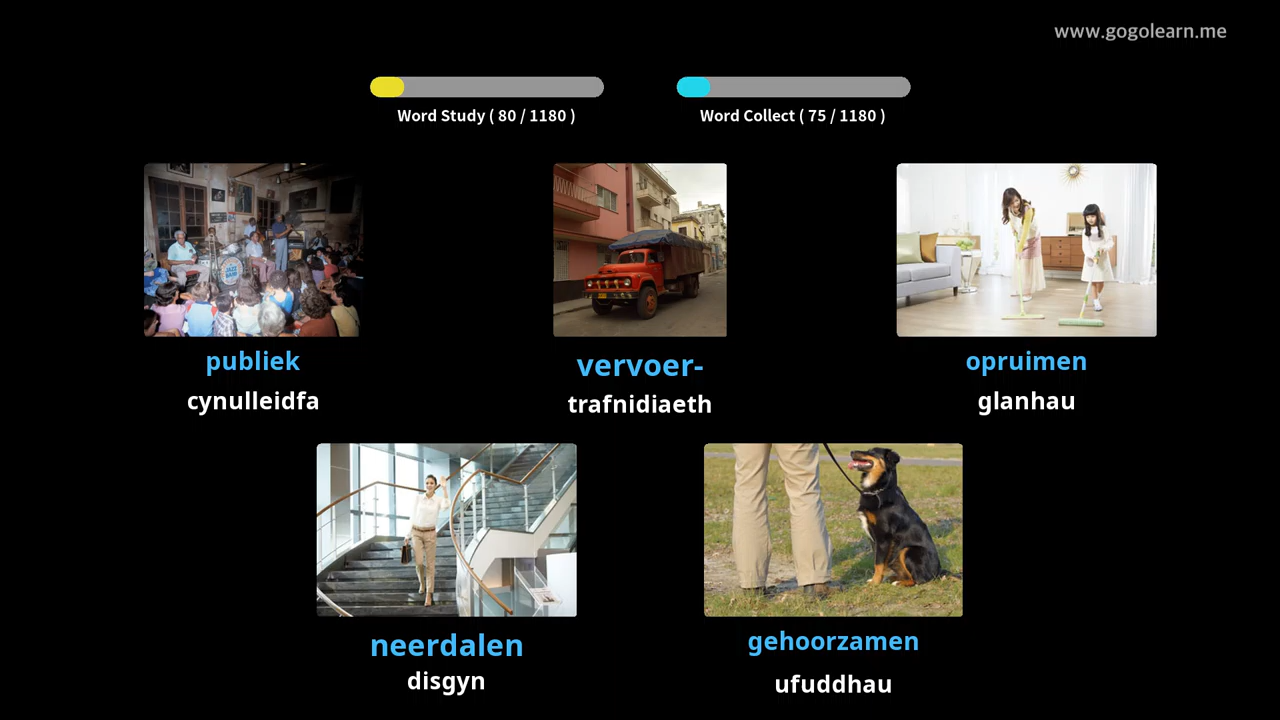 www.gogolearn.me
Word Study ( 80 / 1180 )
Word Collect ( 75 / 1180 )
publiek
cynulleidfa
vervoer-
trafnidiaeth
opruimen
glanhau
neerdalen
disgyn
gehoorzamen
ufuddhau